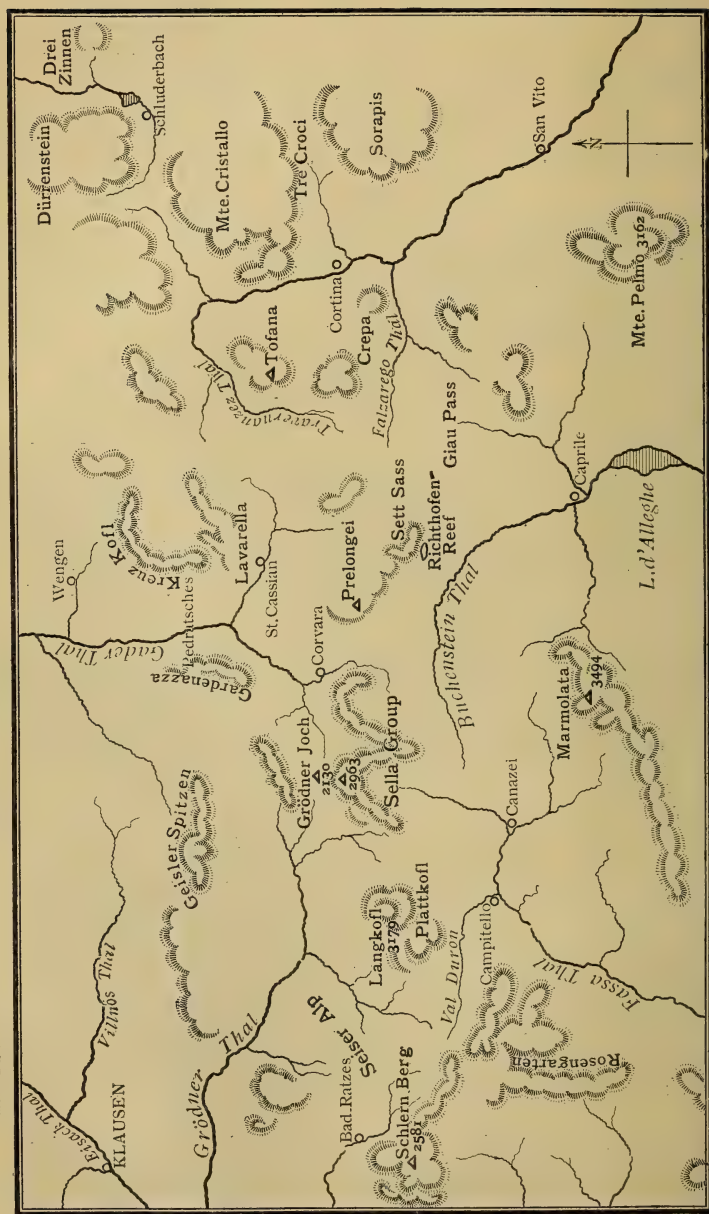 Eisack Thal
KLAUSEN
Villnös Thal
Geisler Spitzen
Grödner Thal
Gader Thal
Wengen
Pedratsches
Kreuz Kofl
Gardenazza
Lavarella
St. Cassian
Corvara
Grödner Joch
2130
2963
Sella Group
Prelongei
Sett Sass
Richthofen-
Reef
Dürrenstein
Drei
Zinnen
Schluderbach
Mte. Cristallo
Tre Croci
Sorapis
Travernanzez Thal
Tofana
Cortina
Crepa
Falzarego Thal
Giau Pass
San Vito
N
Mte. Pelmo 3162
Bad. Ratzes
Seiser Alp
Schlern Berg
2581
Langkofl
3179
Plattkofl
Val Duron
Campitello
Canazei
Rosengarten
Fassa Thal
Buchenstein Thal
Caprile
Marmolata
3494
L. d'Alleghe